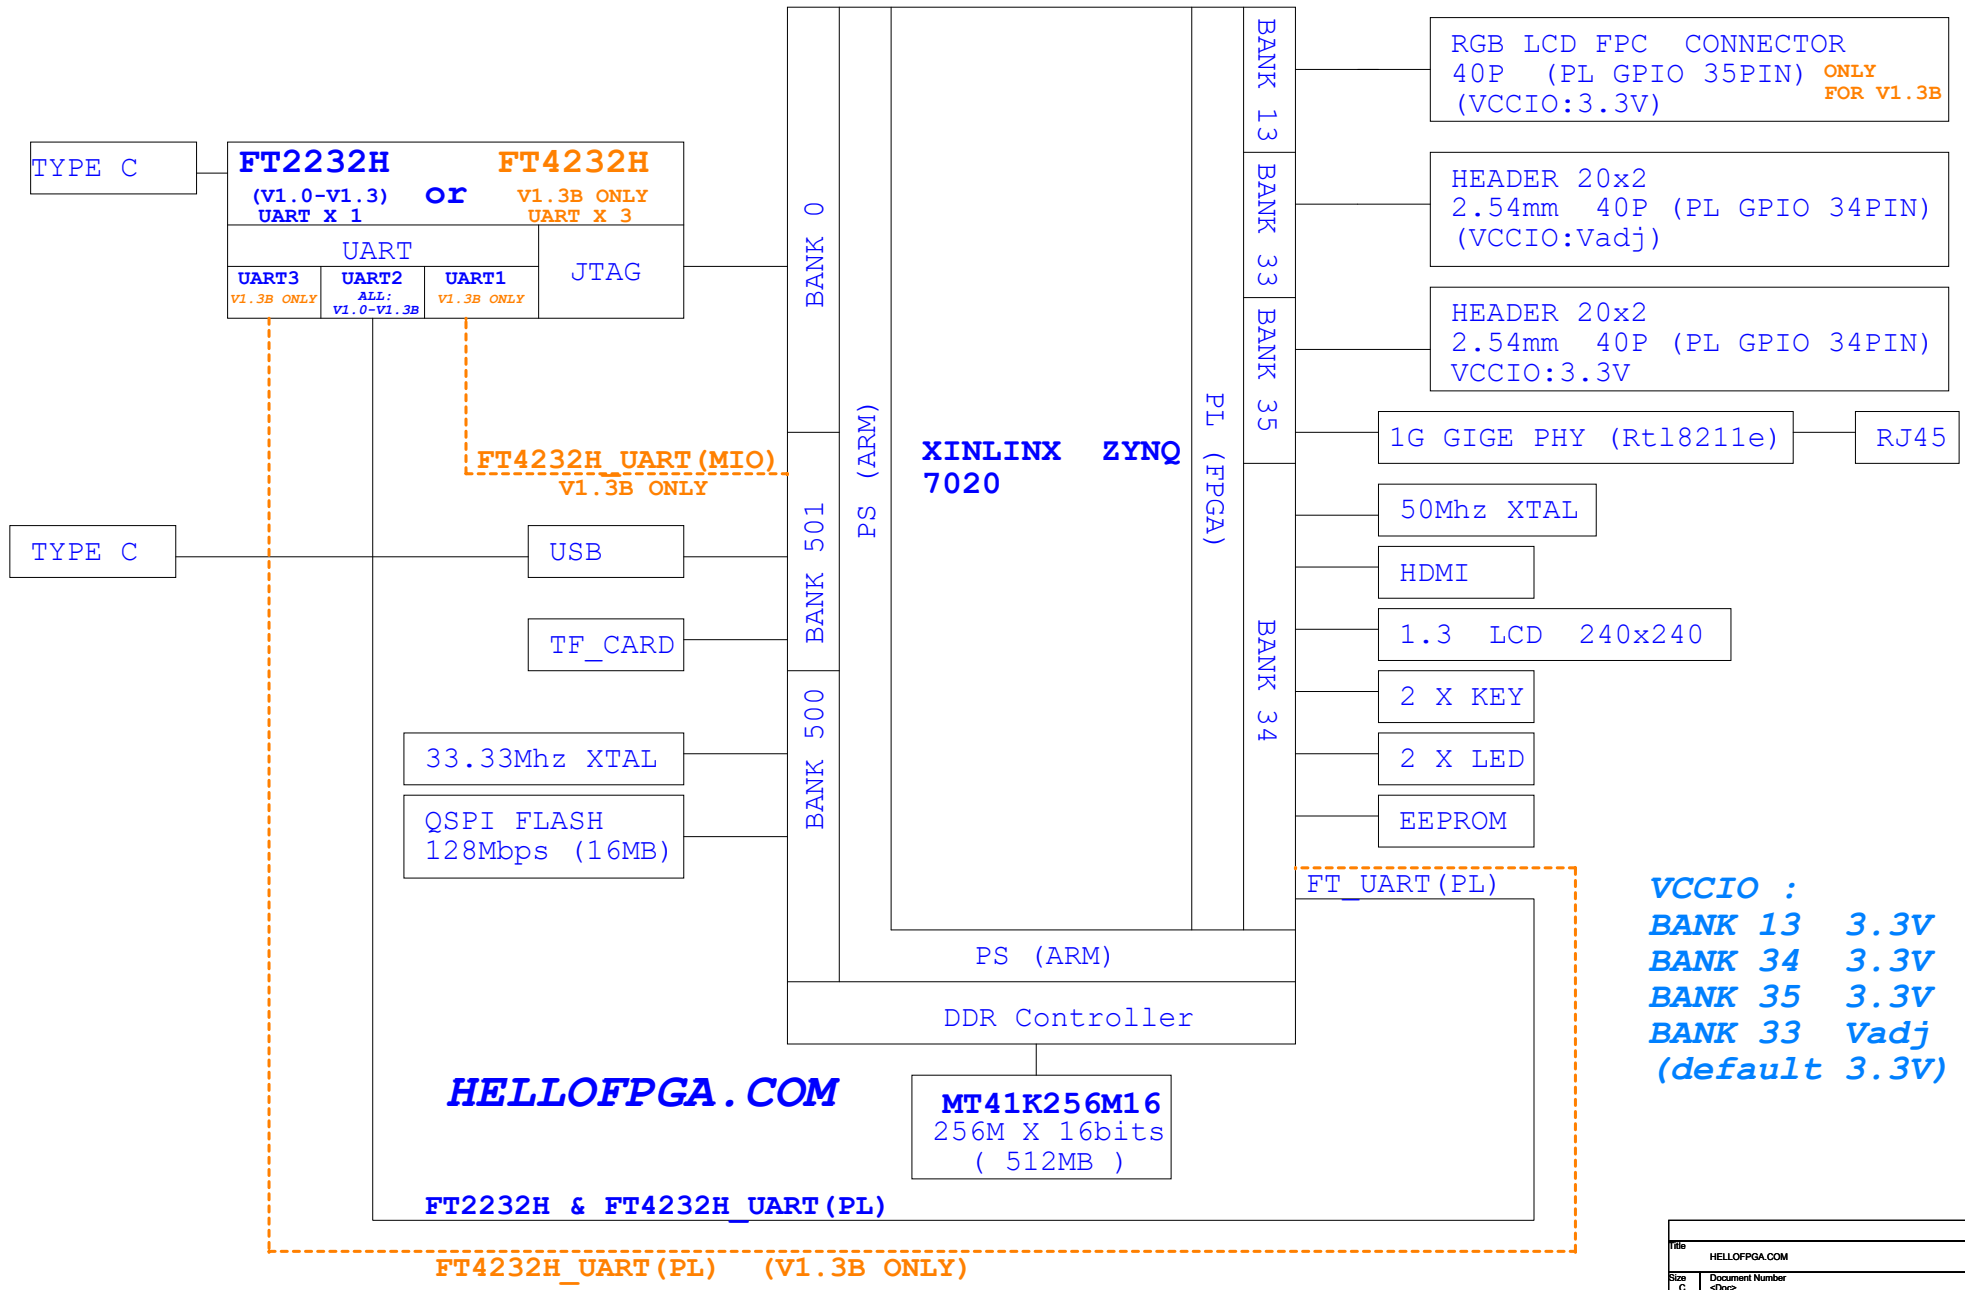 TYPE C
FT2232H
(V1.0-V1.3)
UART X 1
or
FT4232H
V1.3B ONLY
UART X 3
UART
JTAG
UART3
V1.3B ONLY
UART2
ALL:
V1.0-V1.3B
UART1
V1.3B ONLY
FT4232H_UART(MIO)
V1.3B ONLY
TYPE C
USB
TF_CARD
33.33Mhz XTAL
QSPI FLASH
128Mbps (16MB)
BANK 0
BANK 501
BANK 500
PS (ARM)
XINLINX ZYNQ
7020
PL (FPGA)
BANK 13
BANK 33
BANK 35
BANK 34
PS (ARM)
DDR Controller
MT41K256M16
256M X 16bits
( 512MB )
RGB LCD FPC CONNECTOR
40P (PL GPIO 35PIN)
(VCCIO:3.3V)
ONLY
FOR V1.3B
HEADER 20x2
2.54mm 40P (PL GPIO 34PIN)
(VCCIO:Vadj)
HEADER 20x2
2.54mm 40P (PL GPIO 34PIN)
VCCIO:3.3V
1G GIGE PHY (Rtl8211e)
RJ45
50Mhz XTAL
HDMI
1.3 LCD 240x240
2 X KEY
2 X LED
EEPROM
FT_UART(PL)
VCCIO :
BANK 13 3.3V
BANK 34 3.3V
BANK 35 3.3V
BANK 33 Vadj
(default 3.3V)
HELLOFPGA.COM
FT2232H & FT4232H_UART(PL)
FT4232H_UART(PL) (V1.3B ONLY)
Title
HELLOFPGA.COM
Size
C
Document Number
<Doc>